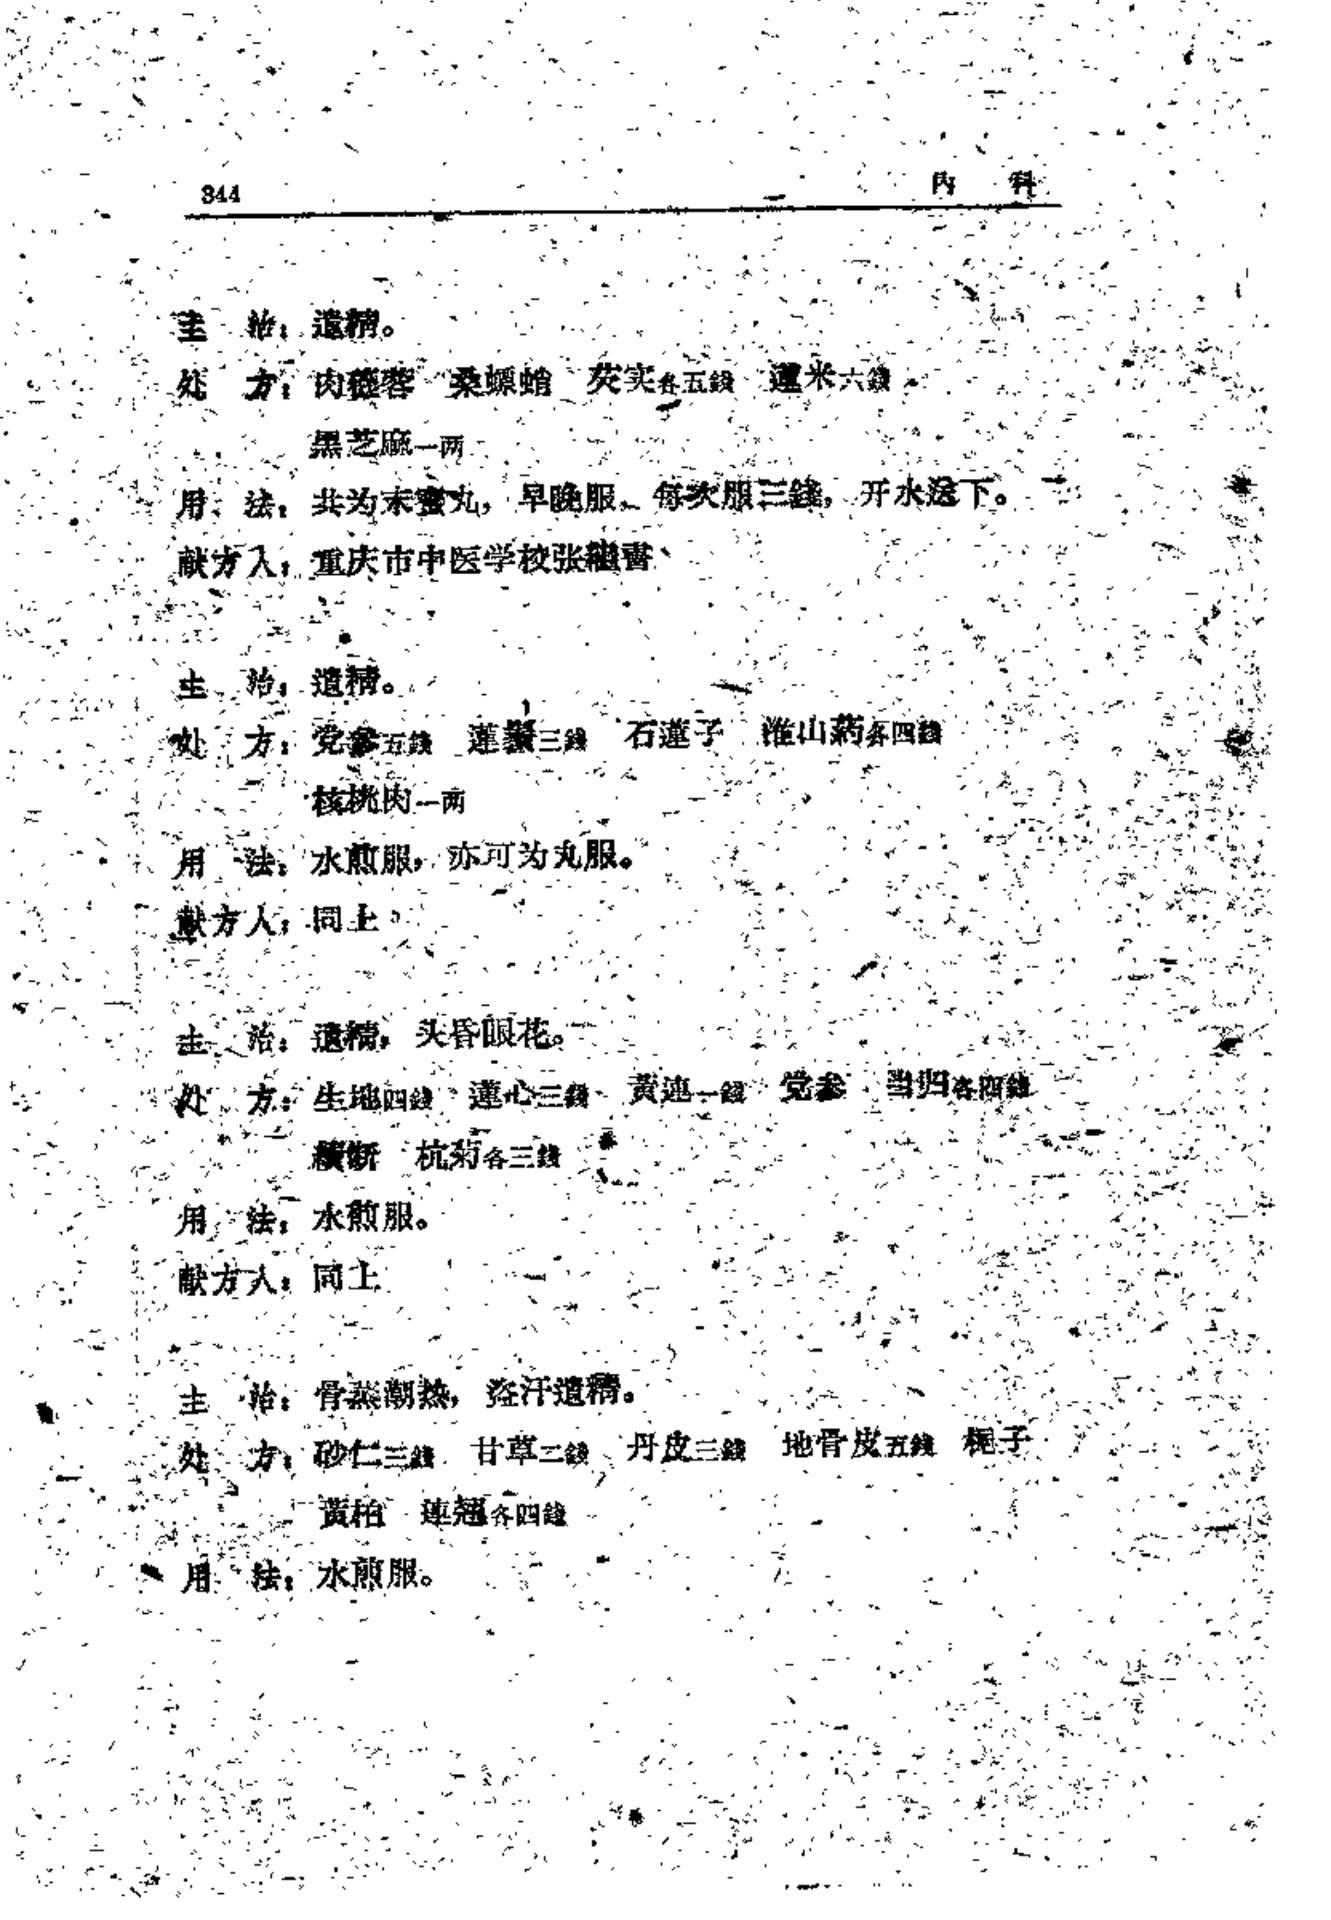 344 内 科
主 治：遺精。
处 方：肉蓯蓉 桑螵蛸 芡实各五錢 蓮米六錢
黑芝麻一两
用 法：共为末蜜丸，早晚服、每次服三錢，开水送下。
献方人：重庆市中医学校张繼書
主 治：遺精。
处 方：党参五錢 蓮鬚三錢 石蓮子 淮山葯各四錢
核桃肉一两
用 法：水煎服，亦可为丸服。
献方人：同上
主 治：遺精，头昏眼花。
处 方：生地四錢 蓮心三錢 黄連一錢 党参 当归各四錢
續断 杭菊各三錢
用 法：水煎服。
献方人：同上
主 治：骨蒸潮热，盗汗遺精。
处 方：砂仁三錢 甘草二錢 丹皮三錢 地骨皮五錢 梔子
黄柏 連翘各四錢
用 法：水煎服。